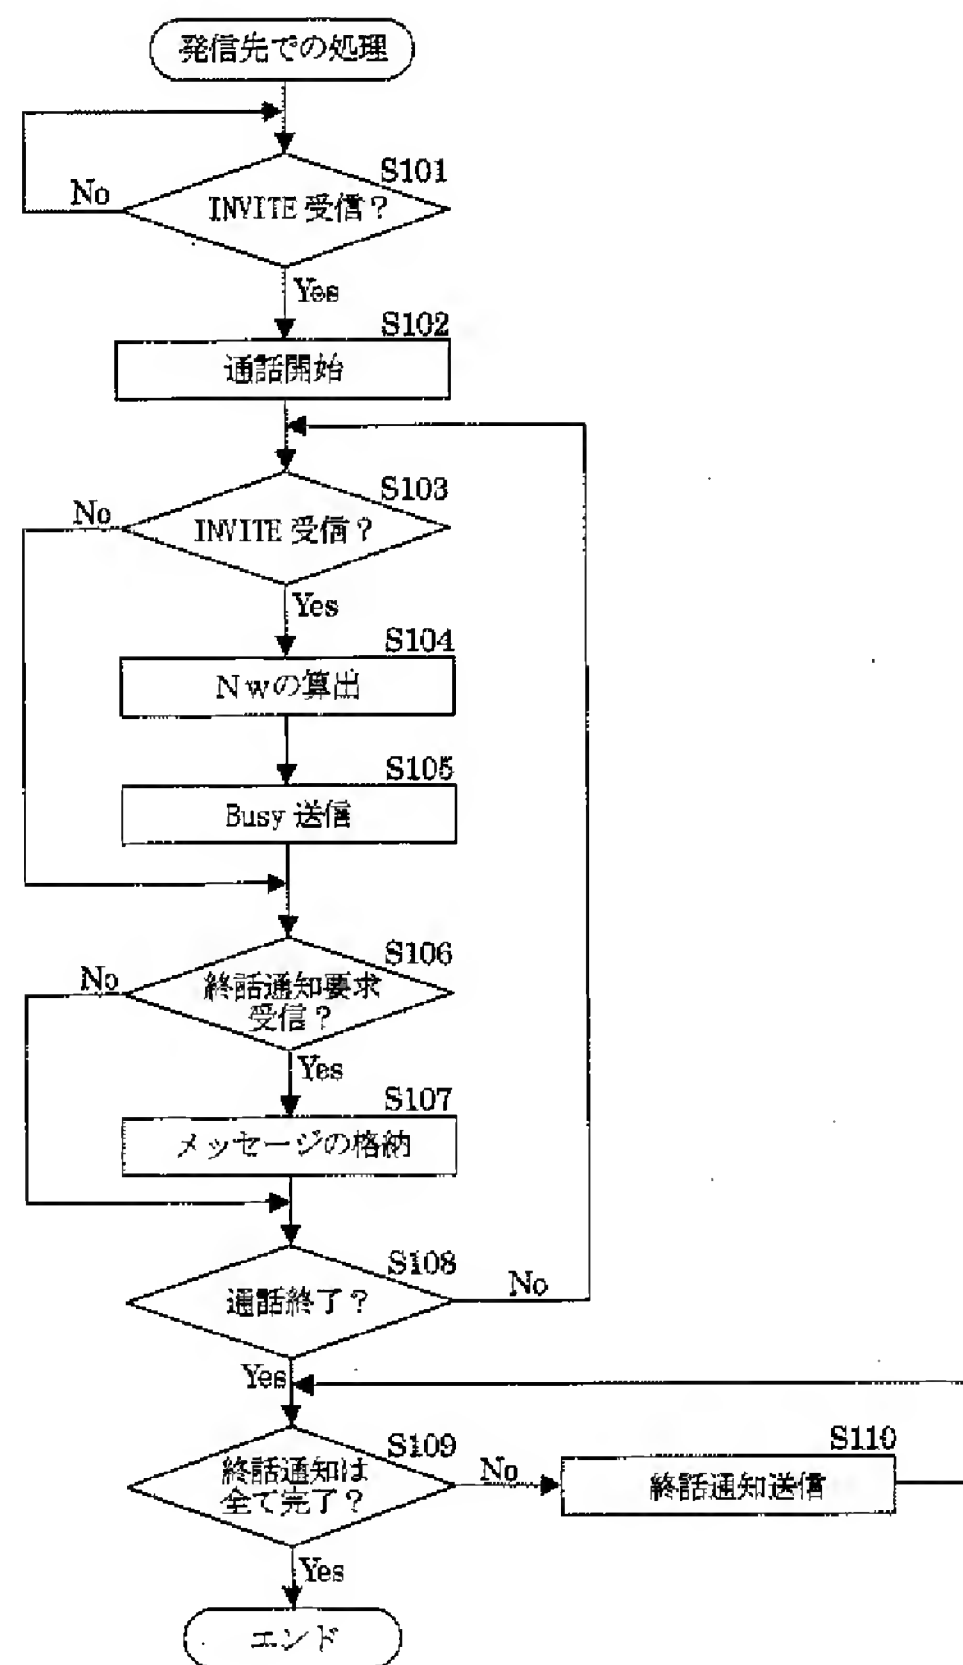 発信先での処理
S101
No
INVITE 受信?
Yes
S102
通話開始
S103
No
INVITE 受信?
Yes
S104
Nwの算出
S105
Busy 送信
S106
No
終話通知要求
受信?
Yes
S107
メッセージの格納
S108
通話終了?
No
Yes
S109
終話通知は
全て完了?
No
S110
終話通知送信
Yes
エンド